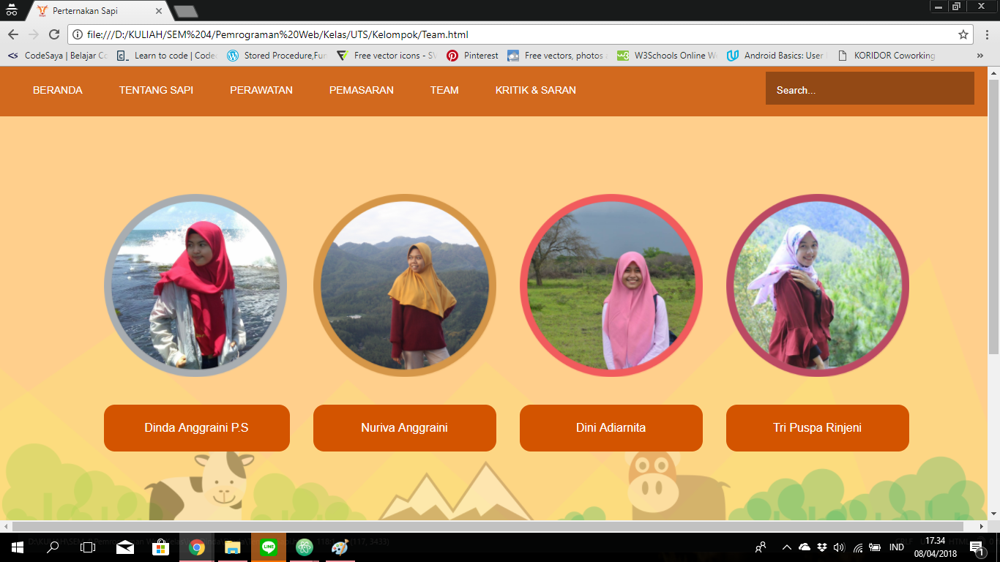 Perternakan Sapi
file:///D:/KULIAH/SEM%204/Pemrograman%20Web/Kelas/UTS/Kelompok/Team.html
CodeSaya | Belajar Co
Learn to code | Codec
Stored Procedure,Fun
Free vector icons - SV
Pinterest
Free vectors, photos a
W3Schools Online W
Android Basics: User I
KORIDOR Coworking
»
BERANDA TENTANG SAPI PERAWATAN PEMASARAN TEAM KRITIK & SARAN
Search...
Dinda Anggraini P.S
Nuriva Anggraini
Dini Adiarnita
Tri Puspa Rinjeni
LINE
IND
17.34
08/04/2018
1